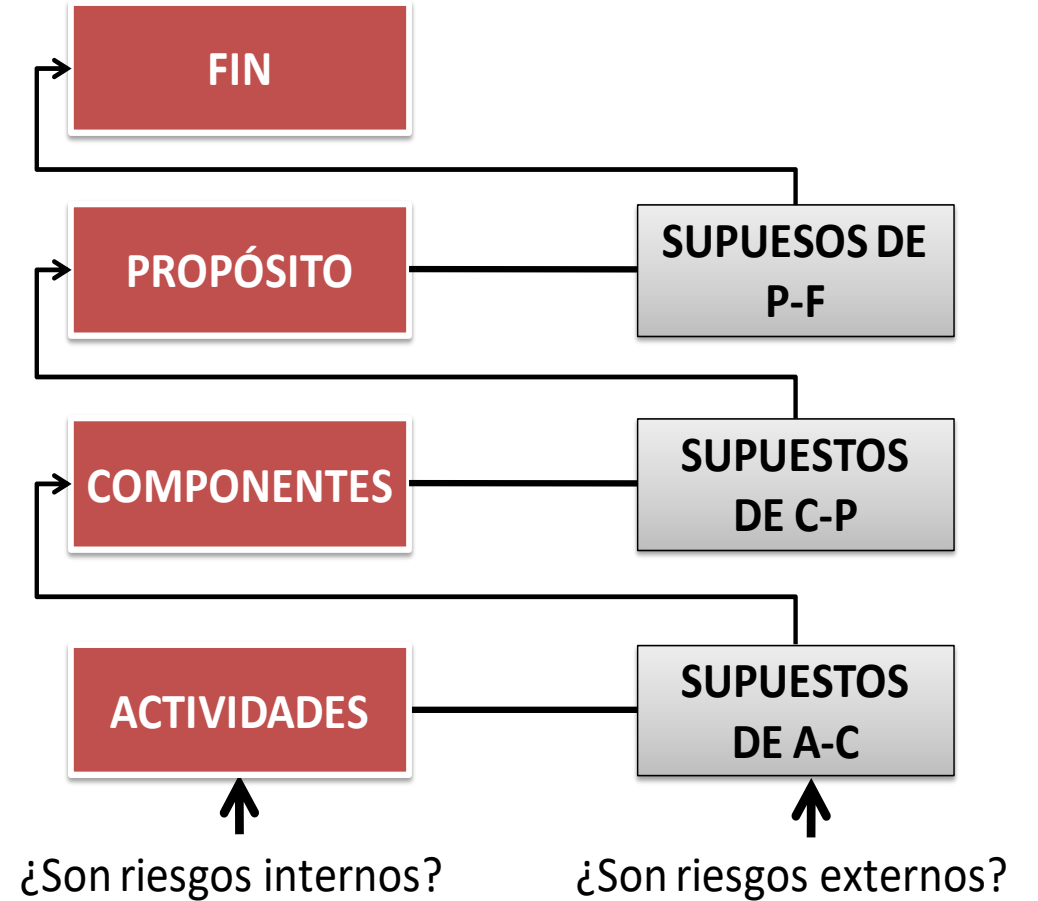 FIN
PROPÓSITO
SUPUESOS DE
P-F
COMPONENTES
SUPUESTOS
DE C-P
ACTIVIDADES
SUPUESTOS
DE A-C
¿Son riesgos internos?
¿Son riesgos externos?